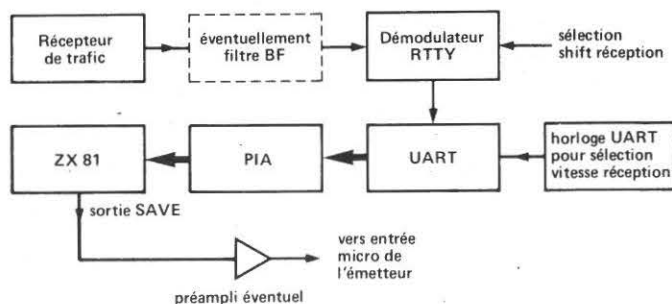 Récepteur
de trafic
éventuellement
filtre BF
Démodulateur
RTTY
sélection
shift réception
ZX 81
PIA
UART
horloge UART
pour sélection
vitesse réception
sortie SAVE
vers entrée
micro de
l'émetteur
préampli éventuel